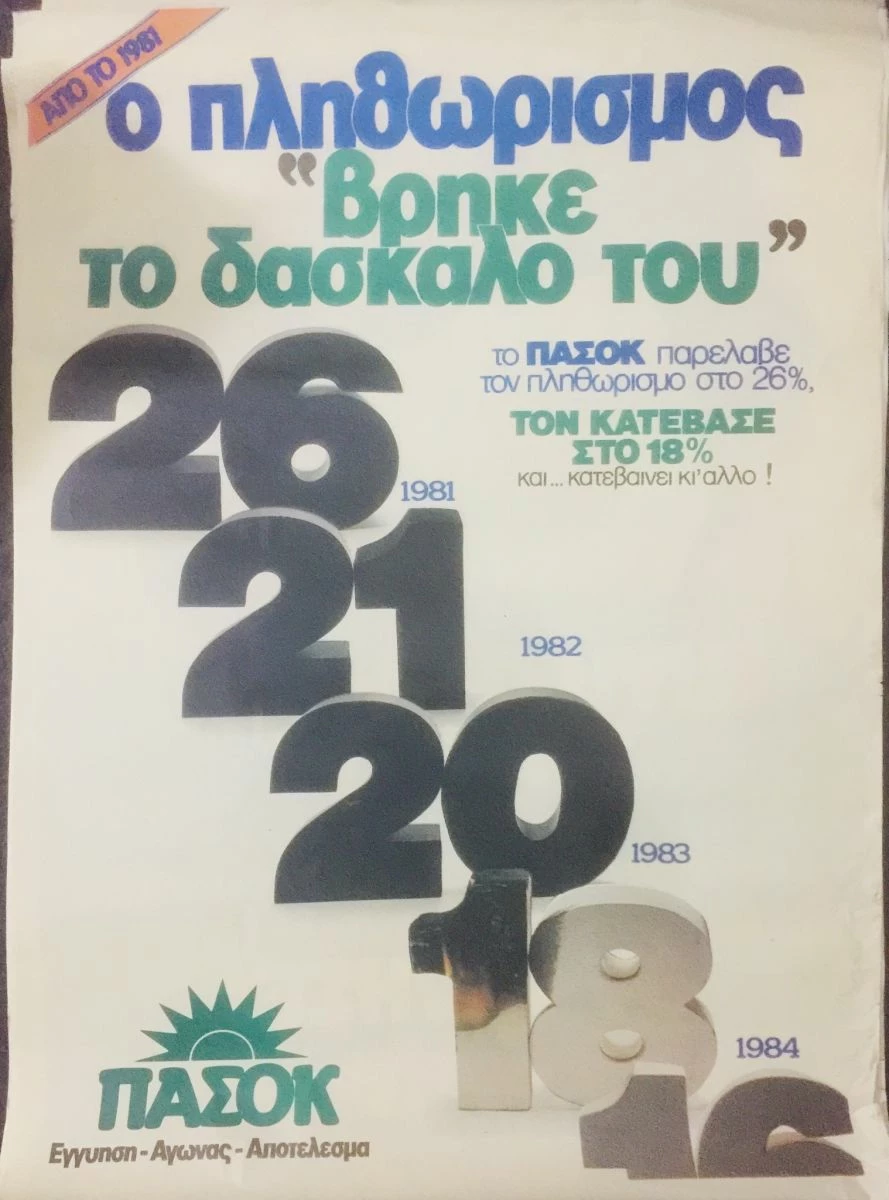 ΑΠΟ ΤΟ 1981
ο πληθωρισμος
"βρηκε
το δασκαλο του"
το ΠΑΣΟΚ παρελαβε
τον πληθωρισμο στο 26%,
ΤΟΝ ΚΑΤΕΒΑΣΕ
ΣΤΟ 18%
και... κατεβαινει κι'αλλο !
26
1981
21
1982
20
1983
18
1984
16
ΠΑΣΟΚ
Εγγυηση - Αγωνας - Αποτελεσμα